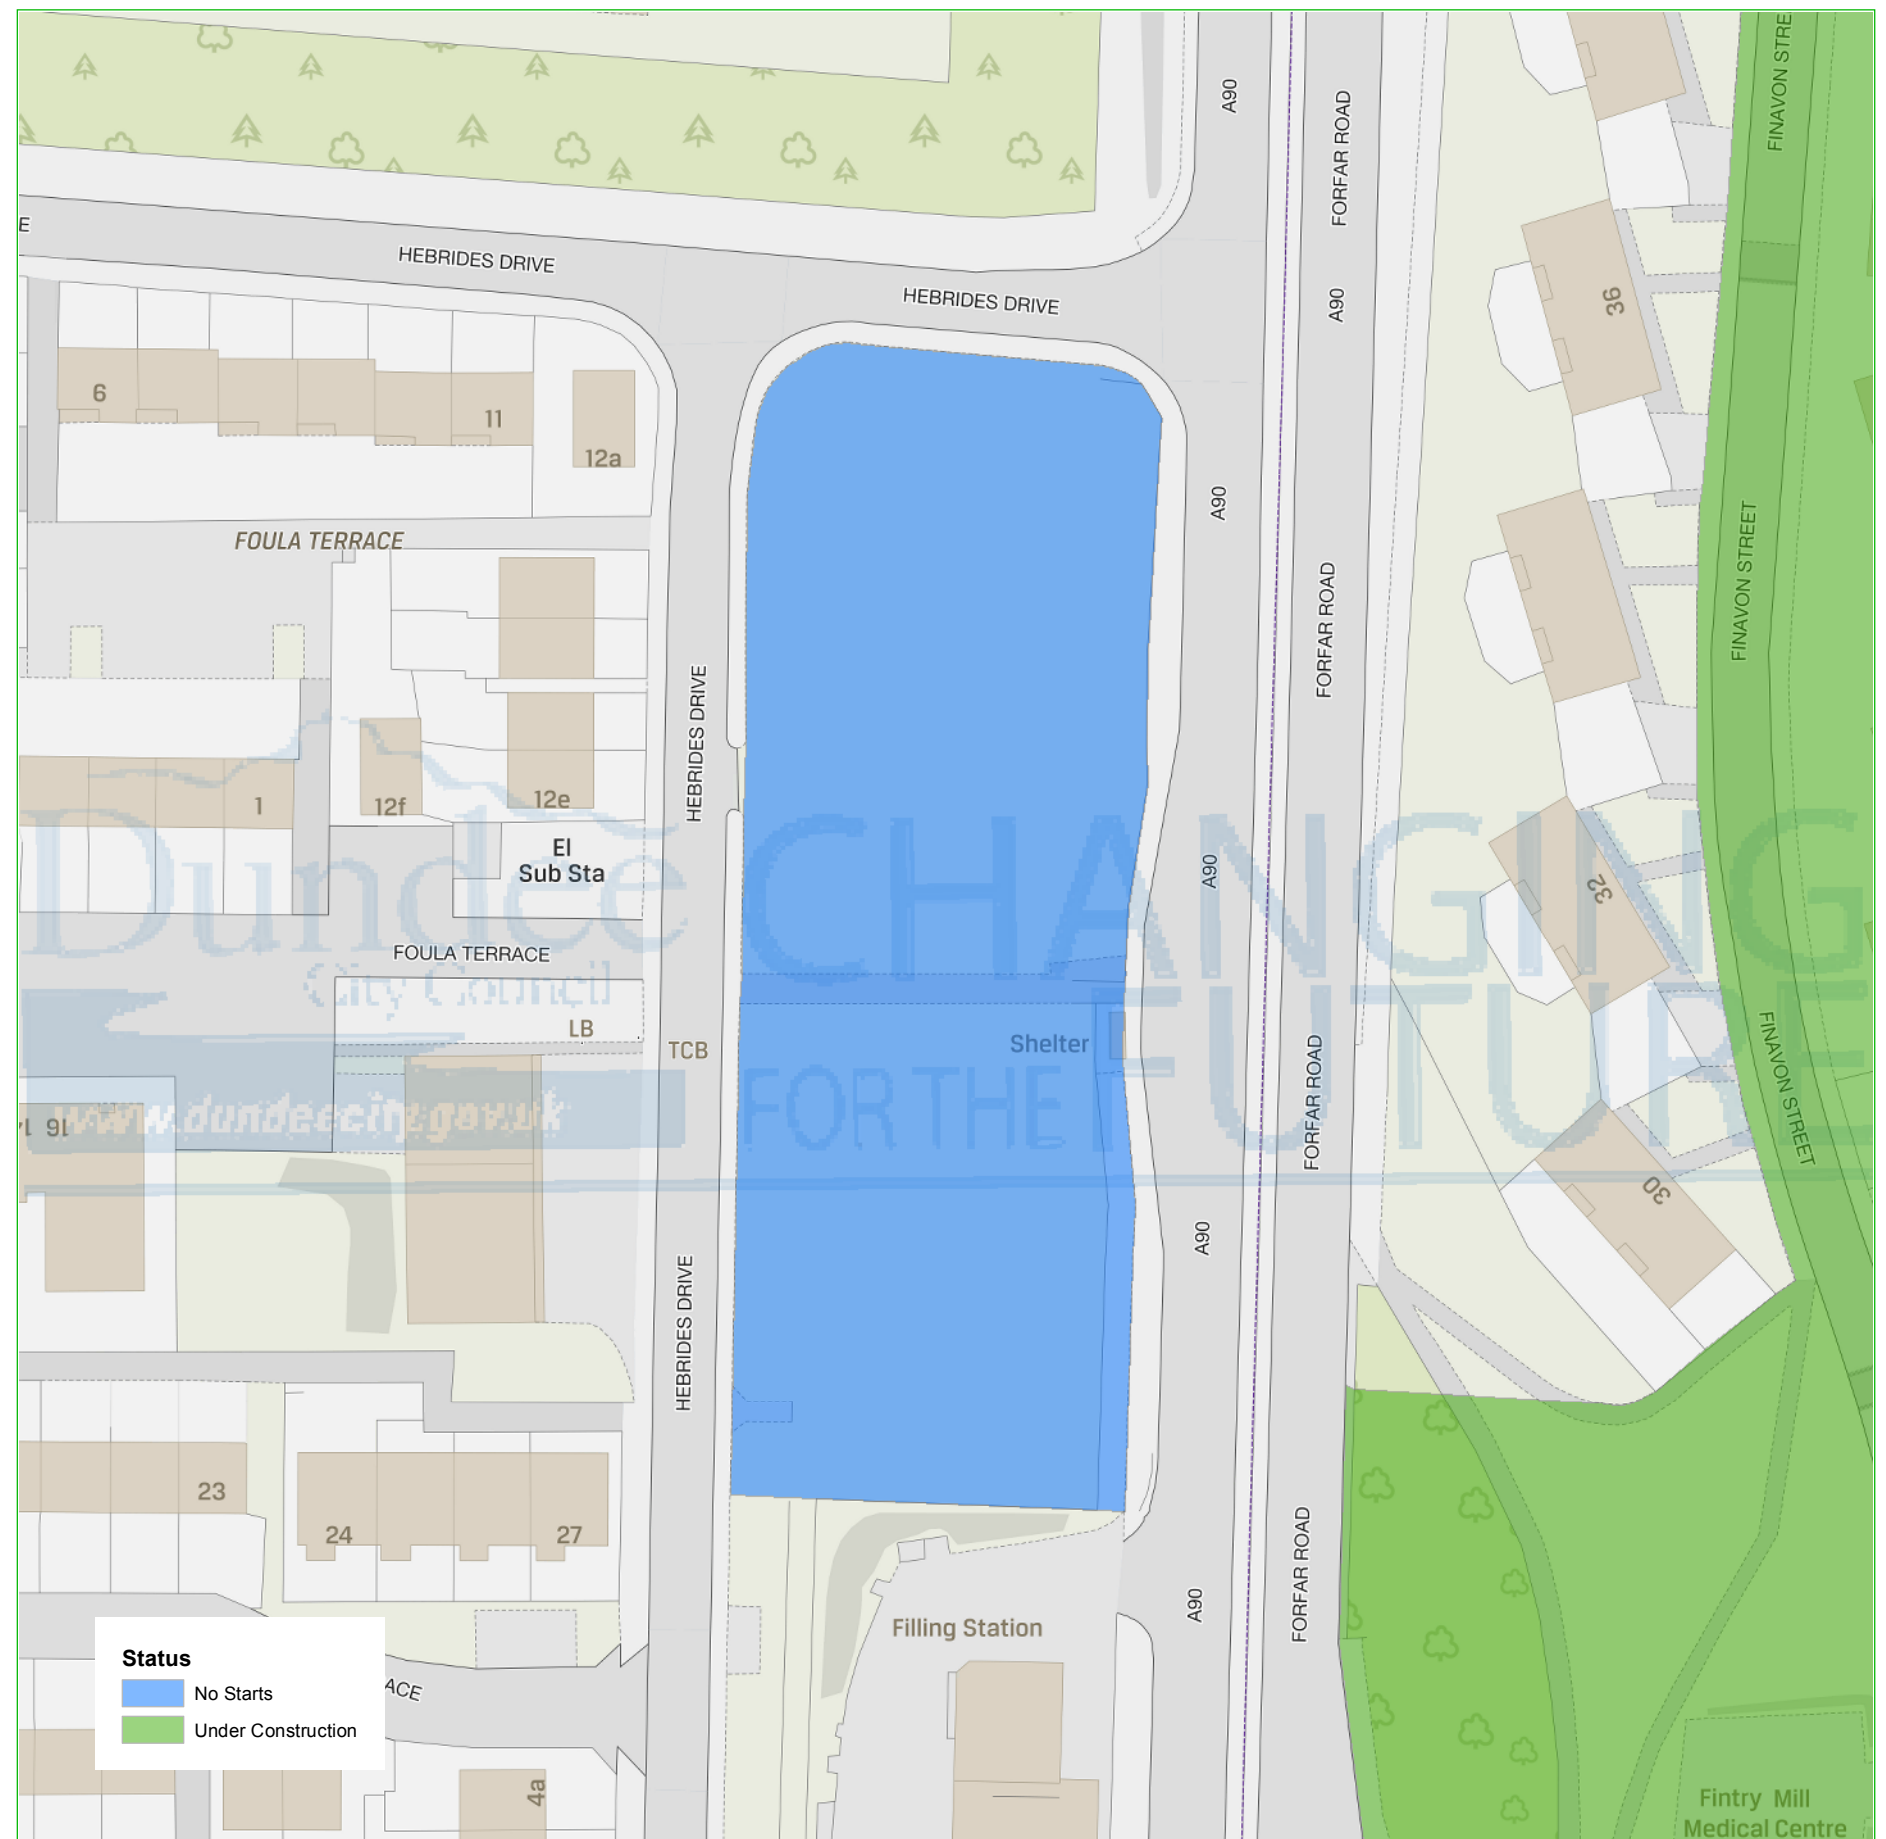 FINAVON STRE
A90
FORFAR ROAD
E
HEBRIDES DRIVE
HEBRIDES DRIVE
A90
36
6
11
12a
A90
FOULA TERRACE
FINAVON STREET
FORFAR ROAD
HEBRIDES DRIVE
1
12f
12e
El
Sub Sta
A90
32
Dundee CHANGING
FOULA TERRACE
City Council
FUTURE
LB
TCB
Shelter
FORFAR ROAD
FINAVON STREET
FOR THE
www.dundeecity.gov.uk
16
30
A90
HEBRIDES DRIVE
23
24
27
FORFAR ROAD
A90
Filling Station
Status
No Starts
Under Construction
ACE
4a
Fintry Mill
Medical Centre